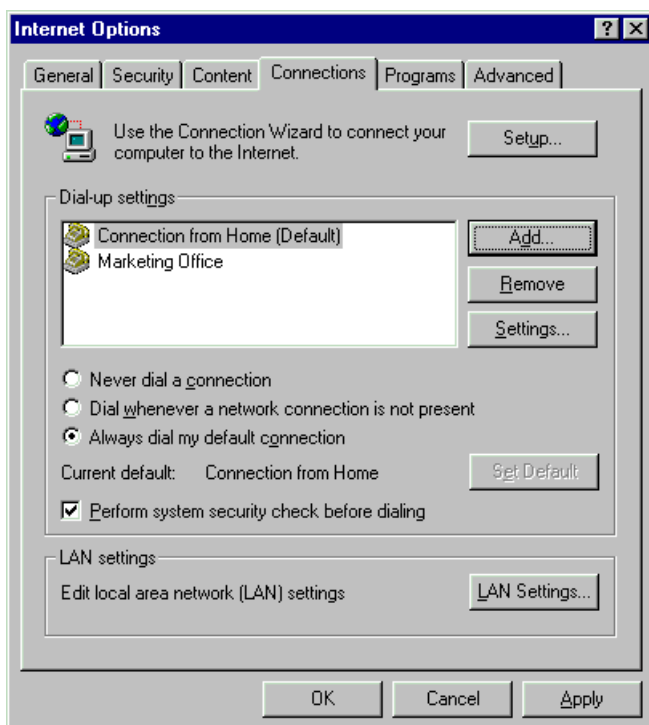 Internet Options
General Security Content Connections Programs Advanced
Use the Connection Wizard to connect your
computer to the Internet.
Setup...
Dial-up settings
Connection from Home (Default)
Marketing Office
Add...
Remove
Settings...
Never dial a connection
Dial whenever a network connection is not present
Always dial my default connection
Current default: Connection from Home
Set Default
Perform system security check before dialing
LAN settings
Edit local area network (LAN) settings
LAN Settings...
OK Cancel Apply